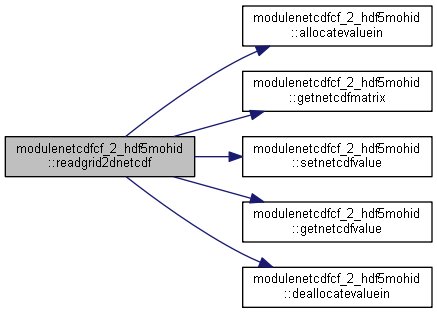 modulenetcdfcf_2_hdf5mohid
::readgrid2dnetcdf
modulenetcdfcf_2_hdf5mohid
::allocatevaluein
modulenetcdfcf_2_hdf5mohid
::getnetcdfmatrix
modulenetcdfcf_2_hdf5mohid
::setnetcdfvalue
modulenetcdfcf_2_hdf5mohid
::getnetcdfvalue
modulenetcdfcf_2_hdf5mohid
::deallocatevaluein